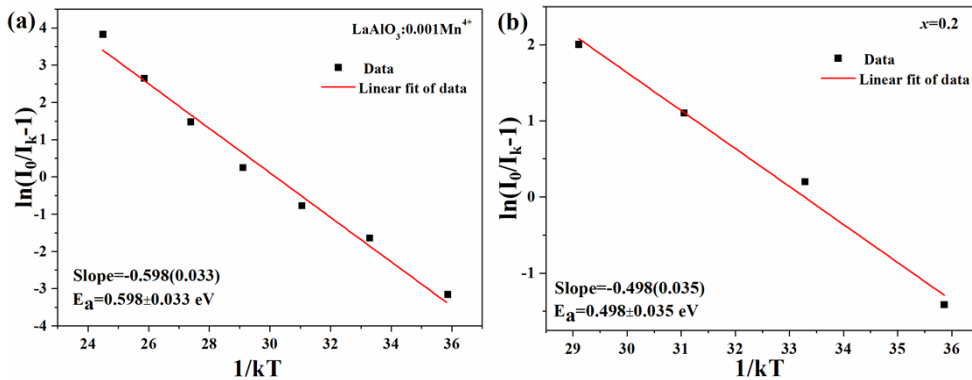 (a)
LaAlO₃:0.001Mn⁴⁺
Data
Linear fit of data
ln(I₀/Iₖ-1)
4
3
2
1
0
-1
-2
-3
-4
Slope=-0.598(0.033)
Eₐ=0.598±0.033 eV
24 26 28 30 32 34 36
1/kT
(b)
x=0.2
Data
Linear fit of data
ln(I₀/Iₖ-1)
2
1
0
-1
Slope=-0.498(0.035)
Eₐ=0.498±0.035 eV
29 30 31 32 33 34 35 36
1/kT